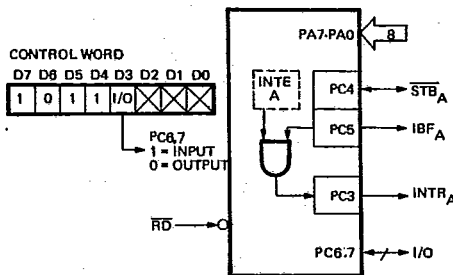 CONTROL WORD
D7 D6 D5 D4 D3 D2 D1 D0
1 0 1 1 I/O
PC6,7
1 = INPUT
0 = OUTPUT
RD
PA7-PA0
8
INTE
A
PC4
STBA
PC5
IBFA
PC3
INTRA
PC6,7
I/O